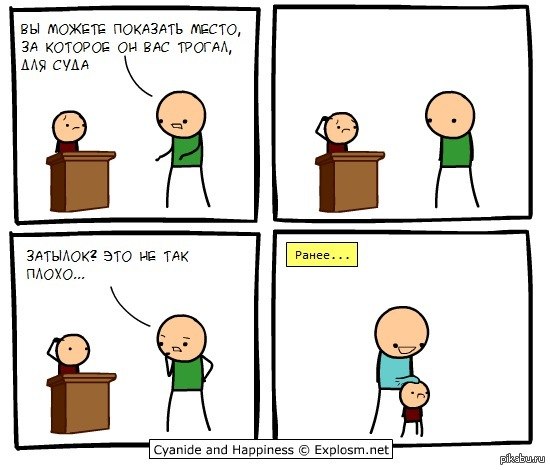 ВЫ МОЖЕТЕ ПОКАЗАТЬ МЕСТО,
ЗА КОТОРОЕ ОН ВАС ТРОГАЛ,
ДЛЯ СУДА
ЗАТЫЛОК? ЭТО НЕ ТАК
ПЛОХО...
Ранее...
Cyanide and Happiness © Explosm.net
pikabu.ru